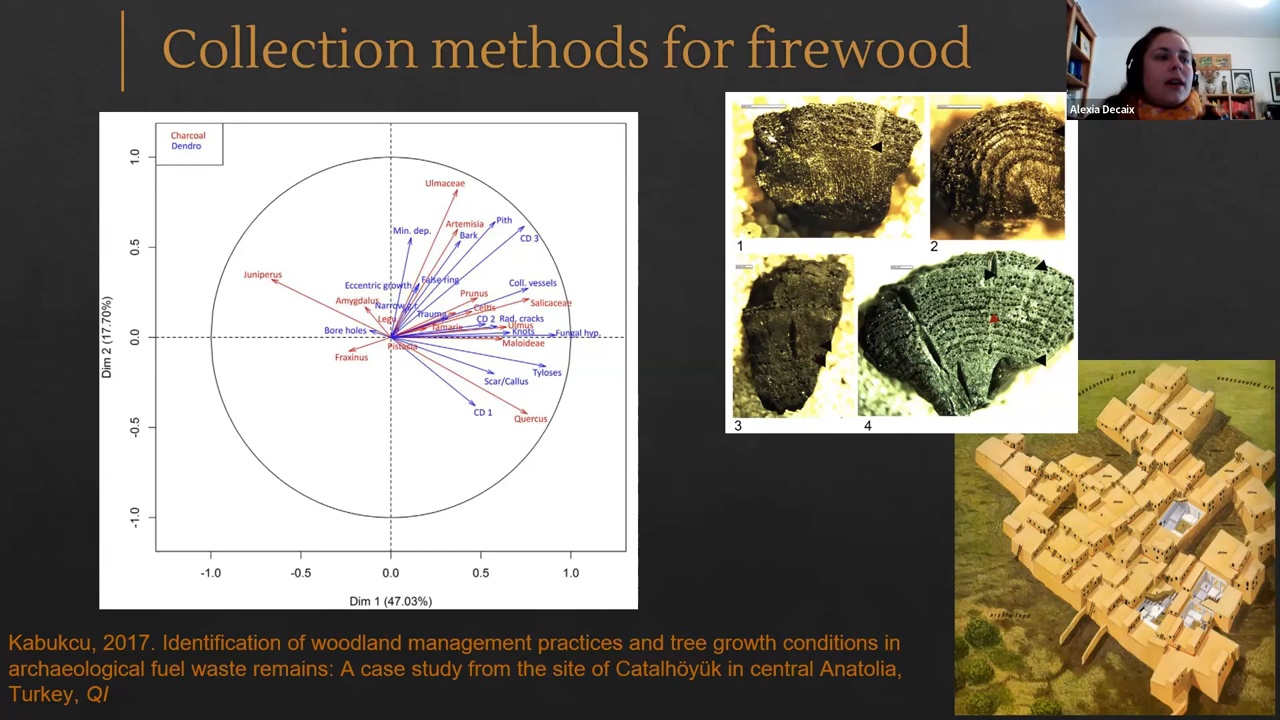 Collection methods for firewood
Alexia Decaix
Charcoal
Dendro
Ulmaceae
Artemisia
Pith
Min. dep.
Bark
CD 3
Juniperus
Eccentric growth
False ring
Coll. vessels
Amygdalus
Prunus
Salicaceae
Celtis
Trauma
CD 2
Rad. cracks
Bore holes
Tamarix
Ulmus
Knots
Fungal hyp.
Pistacia
Maloideae
Fraxinus
Tyloses
Scar/Callus
CD 1
Quercus
1.0
0.5
0.0
-0.5
-1.0
Dim 2 (17.70%)
-1.0
-0.5
0.0
0.5
1.0
Dim 1 (47.03%)
1
2
3
4
Kabukcu, 2017. Identification of woodland management practices and tree growth conditions in
archaeological fuel waste remains: A case study from the site of Catalhöyük in central Anatolia,
Turkey, QI